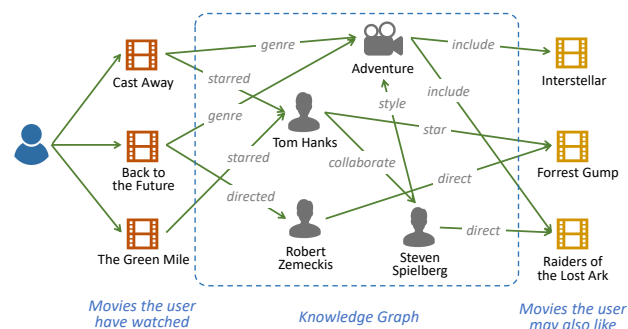 genre
include
Cast Away
Adventure
Interstellar
starred
include
genre
style
Tom Hanks
star
Back to
the Future
starred
collaborate
Forrest Gump
direct
directed
The Green Mile
Robert
Zemeckis
Steven
Spielberg
direct
Raiders of
the Lost Ark
Movies the user
have watched
Knowledge Graph
Movies the user
may also like